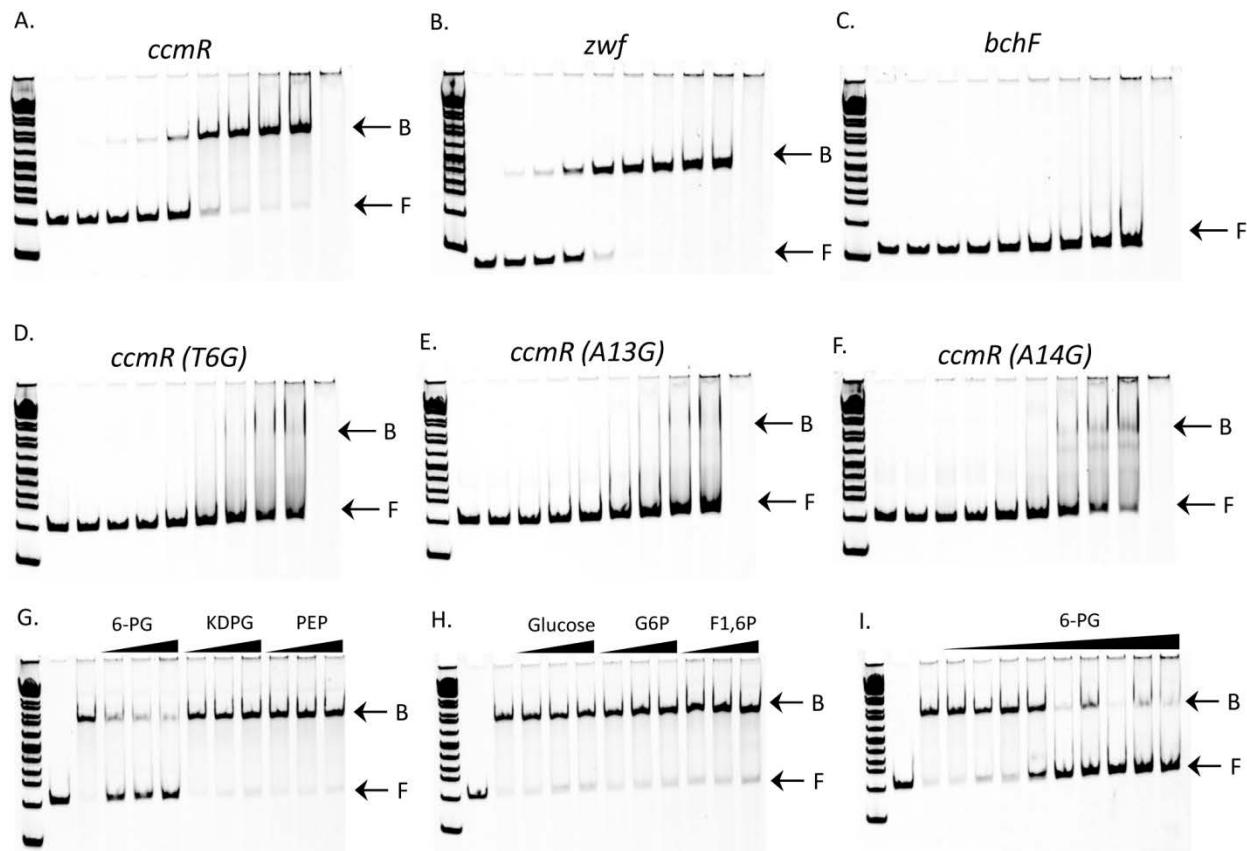 A.
ccmR
B
F
B.
zwf
B
F
C.
bchF
F
D.
ccmR (T6G)
B
F
E.
ccmR (A13G)
B
F
F.
ccmR (A14G)
B
F
G.
6-PG KDPG PEP
B
F
H.
Glucose G6P F1,6P
B
F
I.
6-PG
B
F